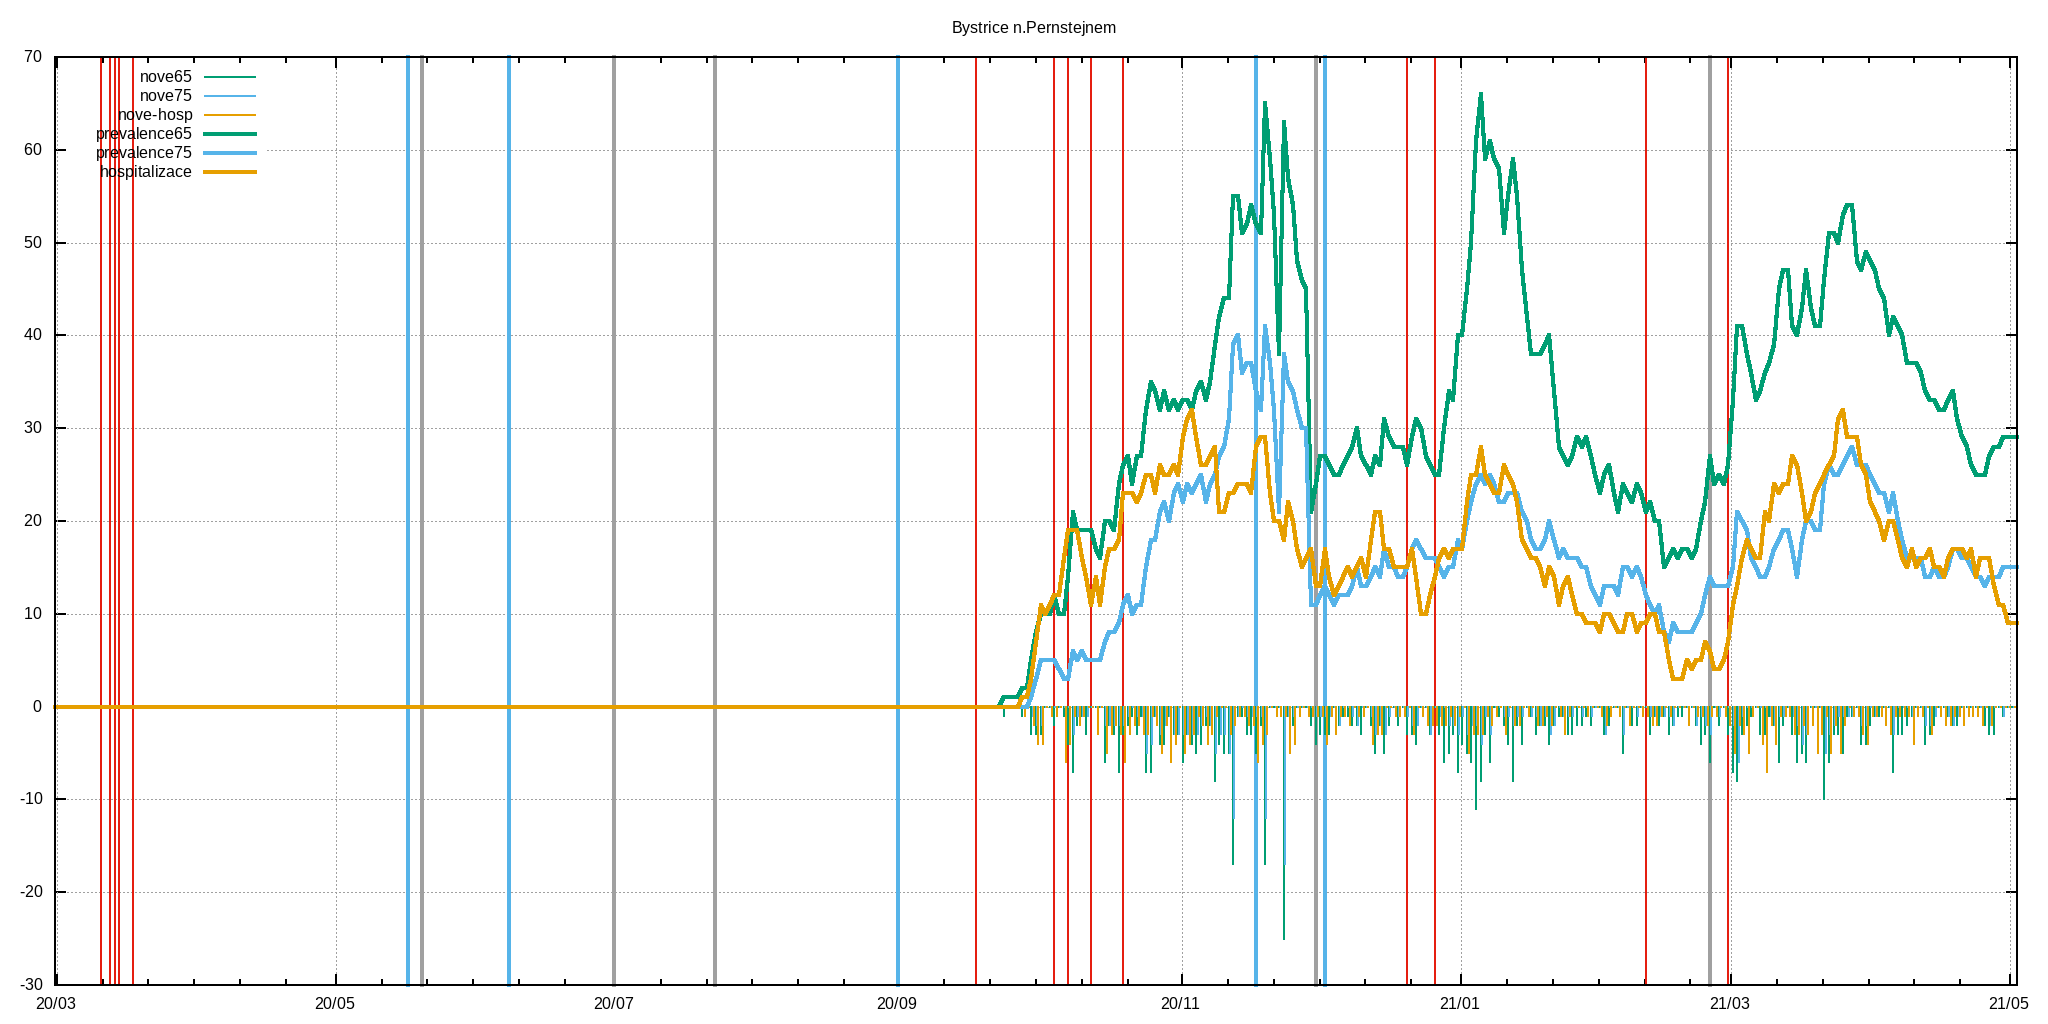 Bystrice n.Pernstejnem
70
60
50
40
30
20
10
0
-10
-20
-30
nove65
nove75
nove-hosp
prevalence65
prevalence75
hospitalizace
20/03 20/05 20/07 20/09 20/11 21/01 21/03 21/05